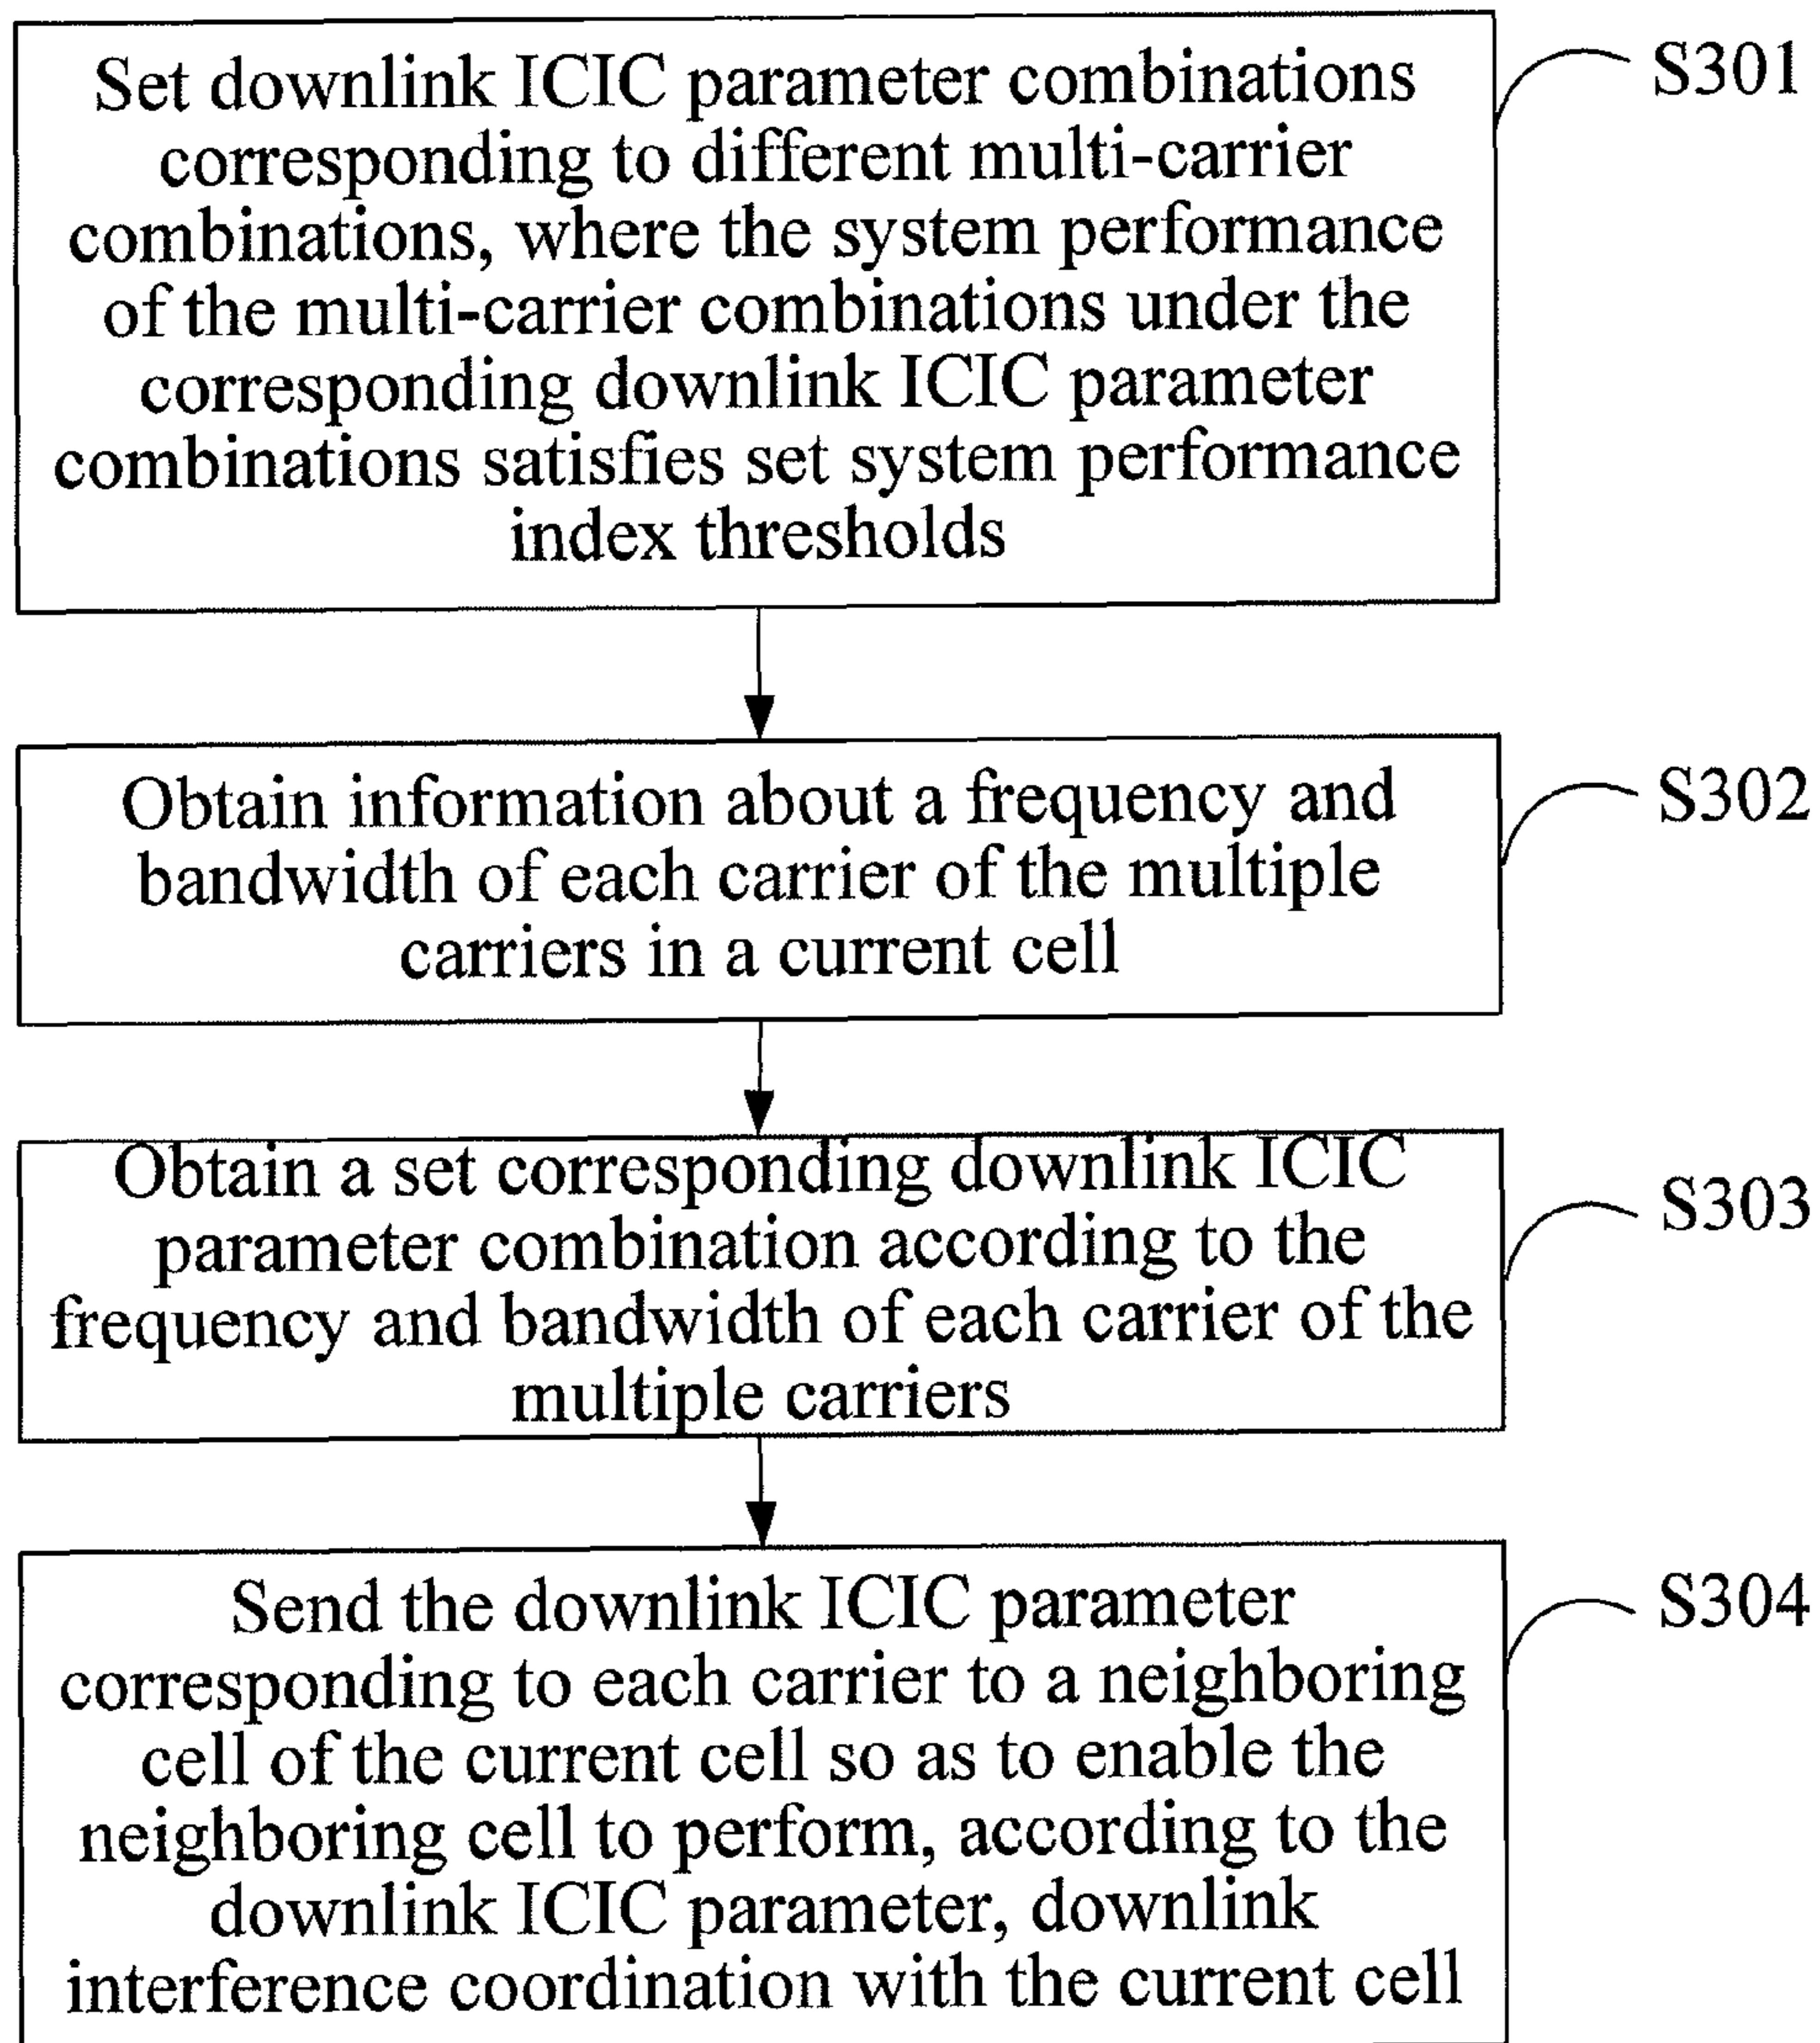 Set downlink ICIC parameter combinations
corresponding to different multi-carrier
combinations, where the system performance
of the multi-carrier combinations under the
corresponding downlink ICIC parameter
combinations satisfies set system performance
index thresholds
S301
Obtain information about a frequency and
bandwidth of each carrier of the multiple
carriers in a current cell
S302
Obtain a set corresponding downlink ICIC
parameter combination according to the
frequency and bandwidth of each carrier of the
multiple carriers
S303
Send the downlink ICIC parameter
corresponding to each carrier to a neighboring
cell of the current cell so as to enable the
neighboring cell to perform, according to the
downlink ICIC parameter, downlink
interference coordination with the current cell
S304